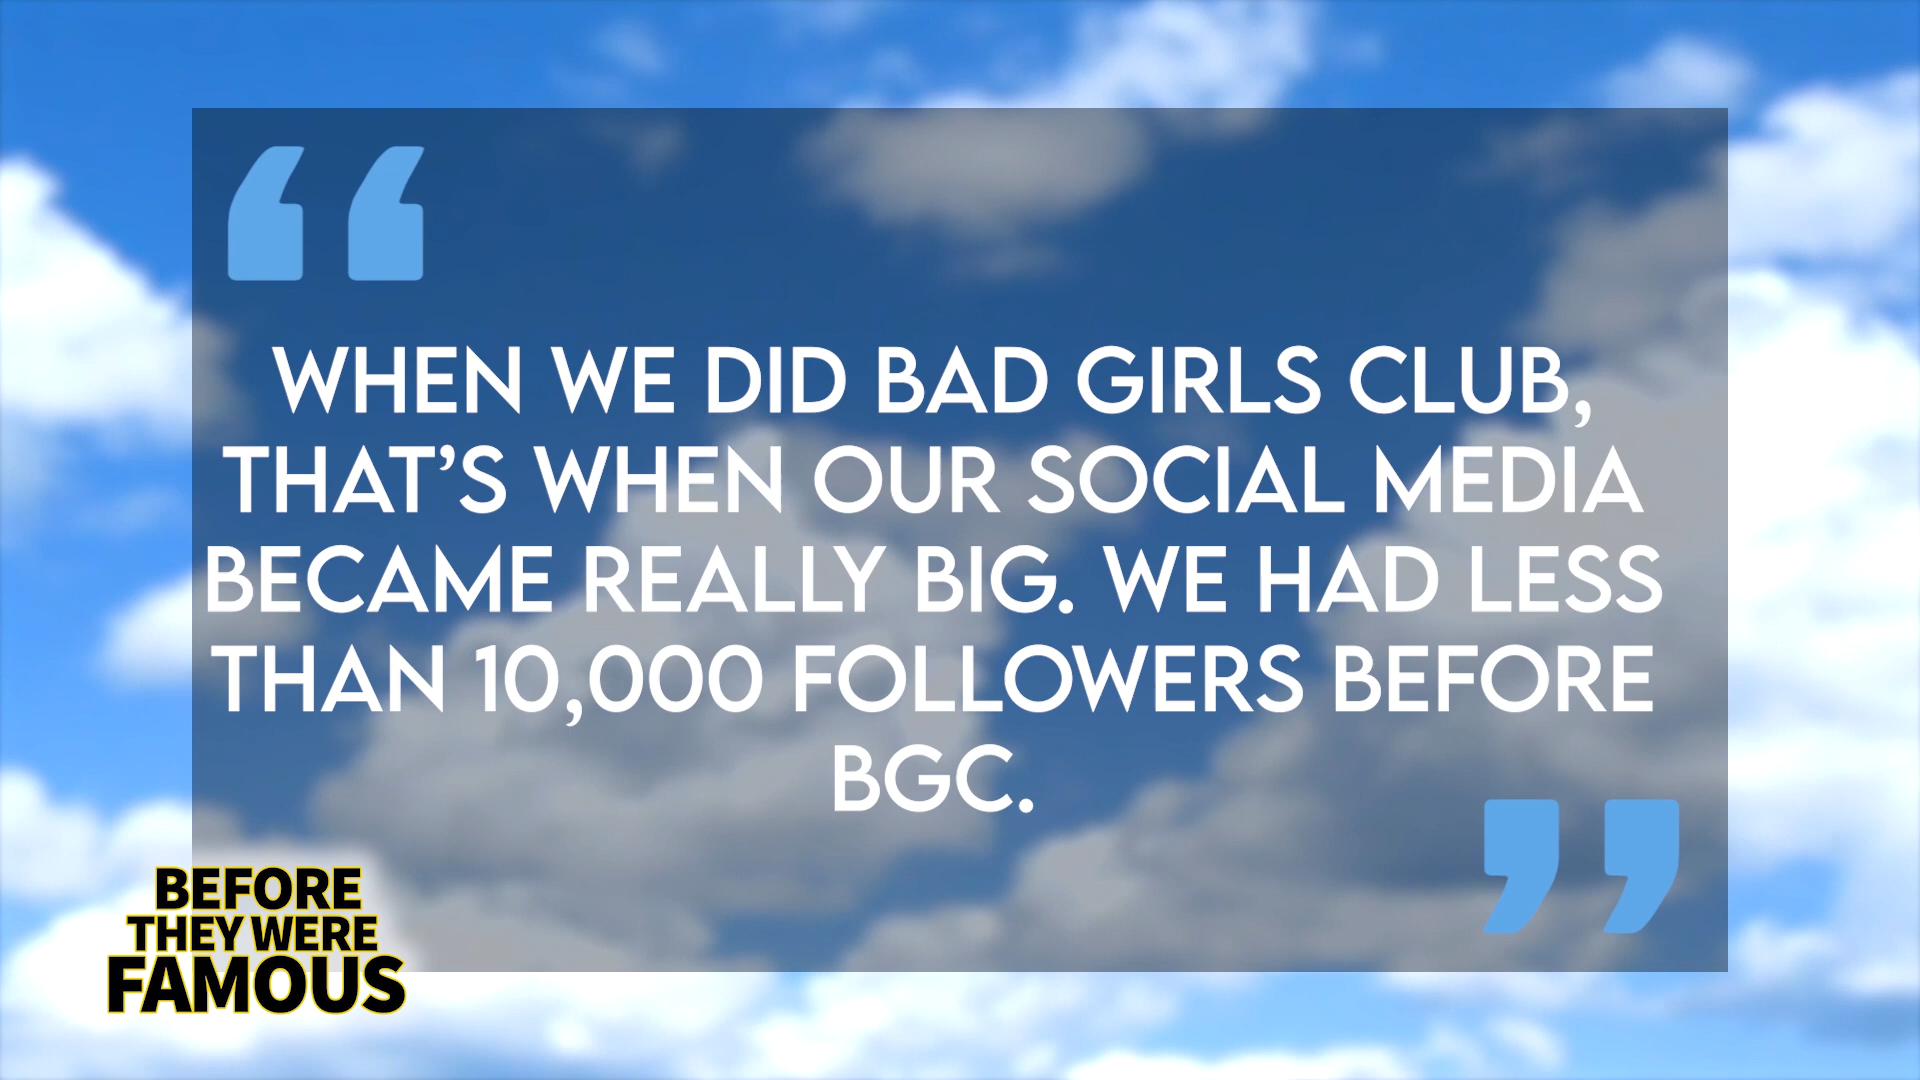 WHEN WE DID BAD GIRLS CLUB,
THAT’S WHEN OUR SOCIAL MEDIA
BECAME REALLY BIG. WE HAD LESS
THAN 10,000 FOLLOWERS BEFORE
BGC.
BEFORE
THEY WERE
FAMOUS